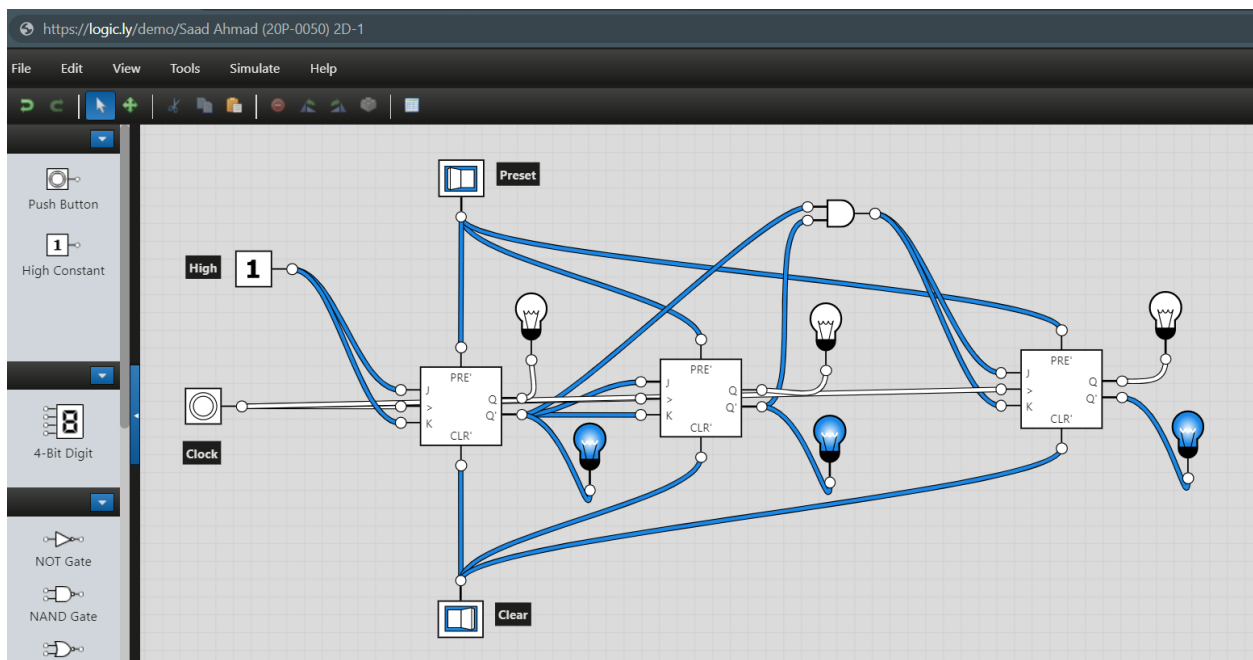 https://logic.ly/demo/Saad Ahmad (20P-0050) 2D-1
File Edit View Tools Simulate Help
Push Button
1
High Constant
4-Bit Digit
NOT Gate
NAND Gate
Preset
High
1
Clock
PRE'
J
Q
>
Q'
K
CLR'
PRE'
J
Q
>
Q'
K
CLR'
PRE'
J
Q
>
Q'
K
CLR'
Clear